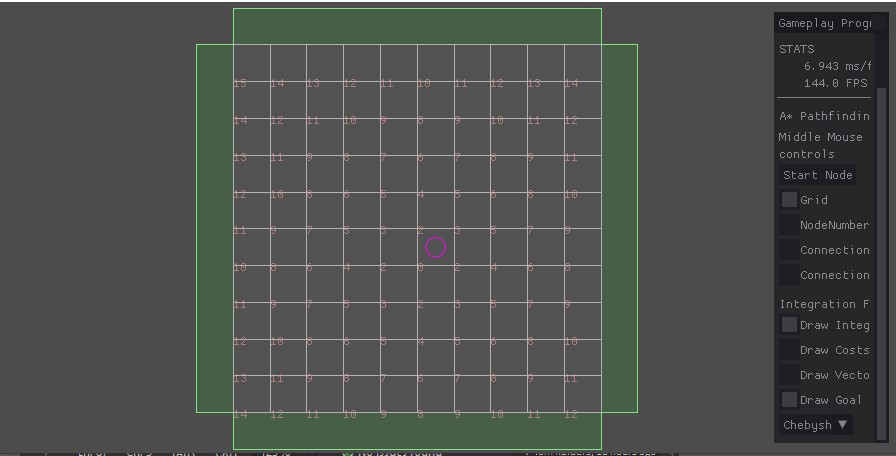 Gameplay Progr
STATS
6.943 ms/f
144.0 FPS
A* Pathfindin
Middle Mouse
controls
Start Node
Grid
NodeNumber
Connection
Connection
Integration F
Draw Integ
Draw Costs
Draw Vecto
Draw Goal
Chebysh
15 14 13 12 11 10 11 12 13 14
14 12 11 10 9 8 9 10 11 12
13 11 9 8 7 6 7 8 9 11
12 10 8 6 5 4 5 6 8 10
11 9 7 5 3 2 3 5 7 9
10 8 6 4 2 0 2 4 6 8
11 9 7 5 3 2 3 5 7 9
12 10 8 6 5 4 5 6 8 10
13 11 9 8 7 6 7 8 9 11
14 12 11 10 9 8 9 10 11 12